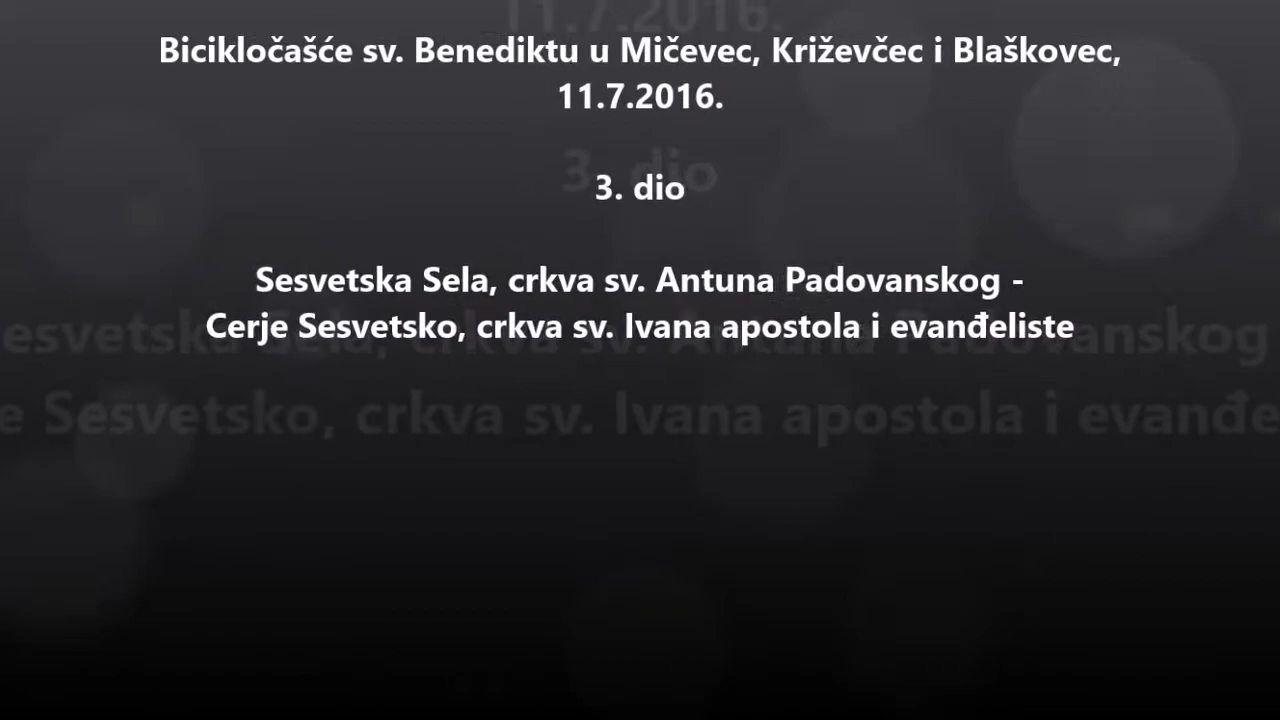 Bicikločašće sv. Benediktu u Mičevec, Križevčec i Blaškovec,
11.7.2016.
3. dio
Sesvetska Sela, crkva sv. Antuna Padovanskog -
Cerje Sesvetsko, crkva sv. Ivana apostola i evanđeliste